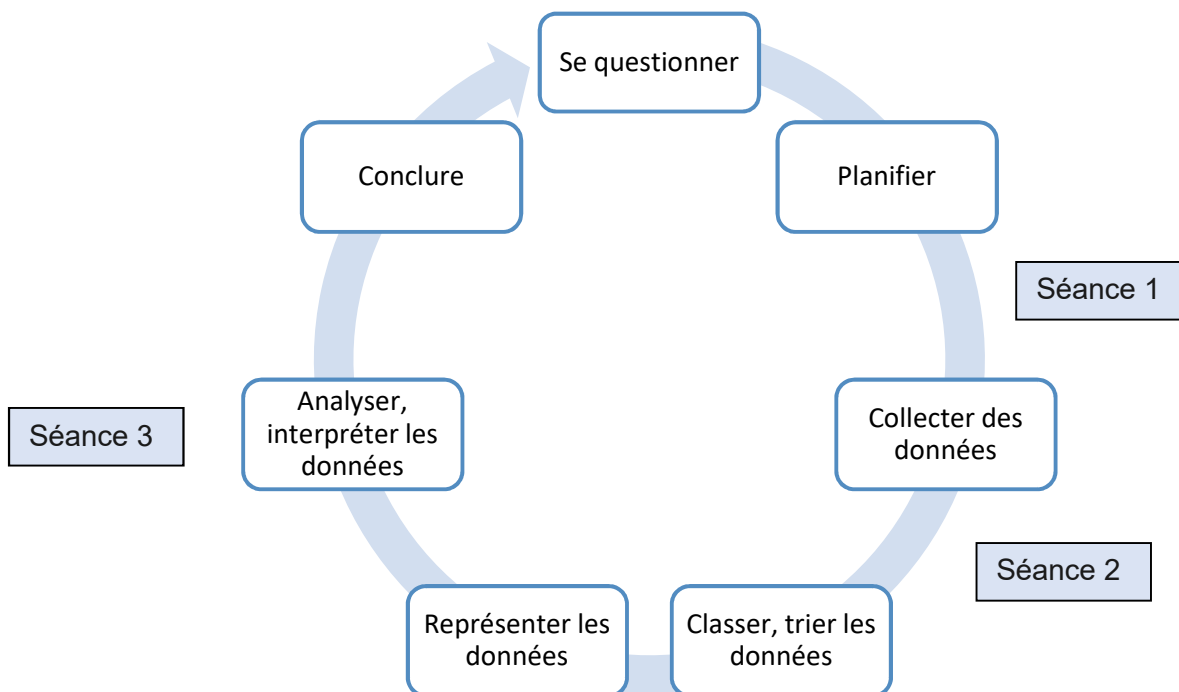 Se questionner
Planifier
Séance 1
Collecter des
données
Séance 2
Classer, trier les
données
Représenter les
données
Analyser,
interpréter les
données
Séance 3
Conclure